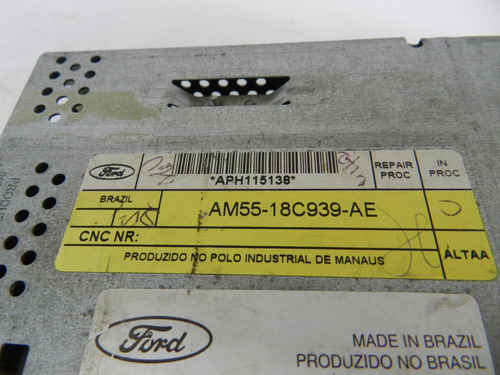 Ford
*APH115138*
REPAIR PROC
IN PROC
BRAZIL
AM55-18C939-AE
CNC NR:
ALTAA
PRODUZIDO NO POLO INDUSTRIAL DE MANAUS
Ford
MADE IN BRAZIL
PRODUZIDO NO BRASIL